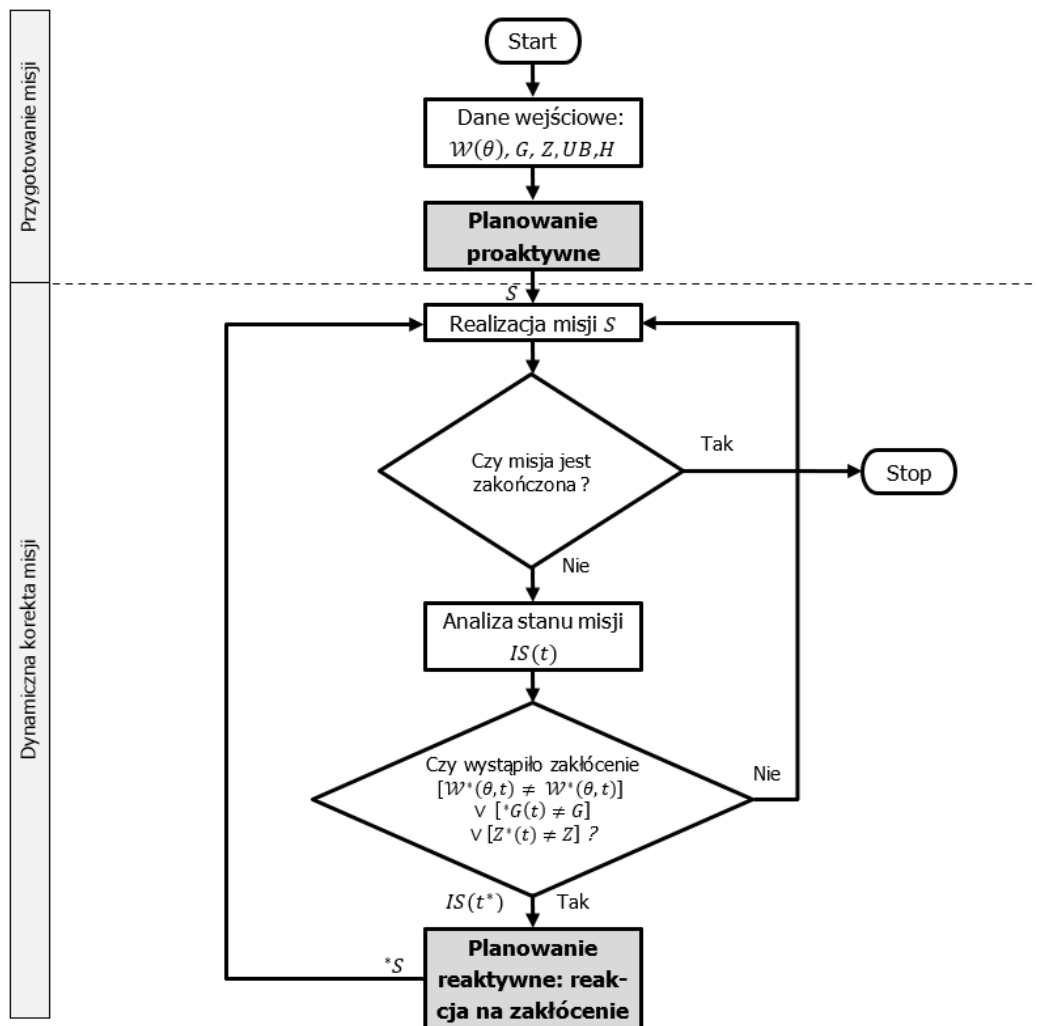 Przygotowanie misji
Start
Dane wejściowe:
𝒲(θ), G, Z, UB, H
Planowanie
proaktywne
S
Dynamiczna korekta misji
Realizacja misji S
Czy misja jest
zakończona ?
Tak
Stop
Nie
Analiza stanu misji
IS(t)
Czy wystąpiło zakłócenie
[𝒲*(θ,t) ≠ 𝒲*(θ,t)]
∨ [*G(t) ≠ G]
∨ [Z*(t) ≠ Z] ?
Nie
IS(t*)
Tak
*S
Planowanie
reaktywne: reak-
cja na zakłócenie